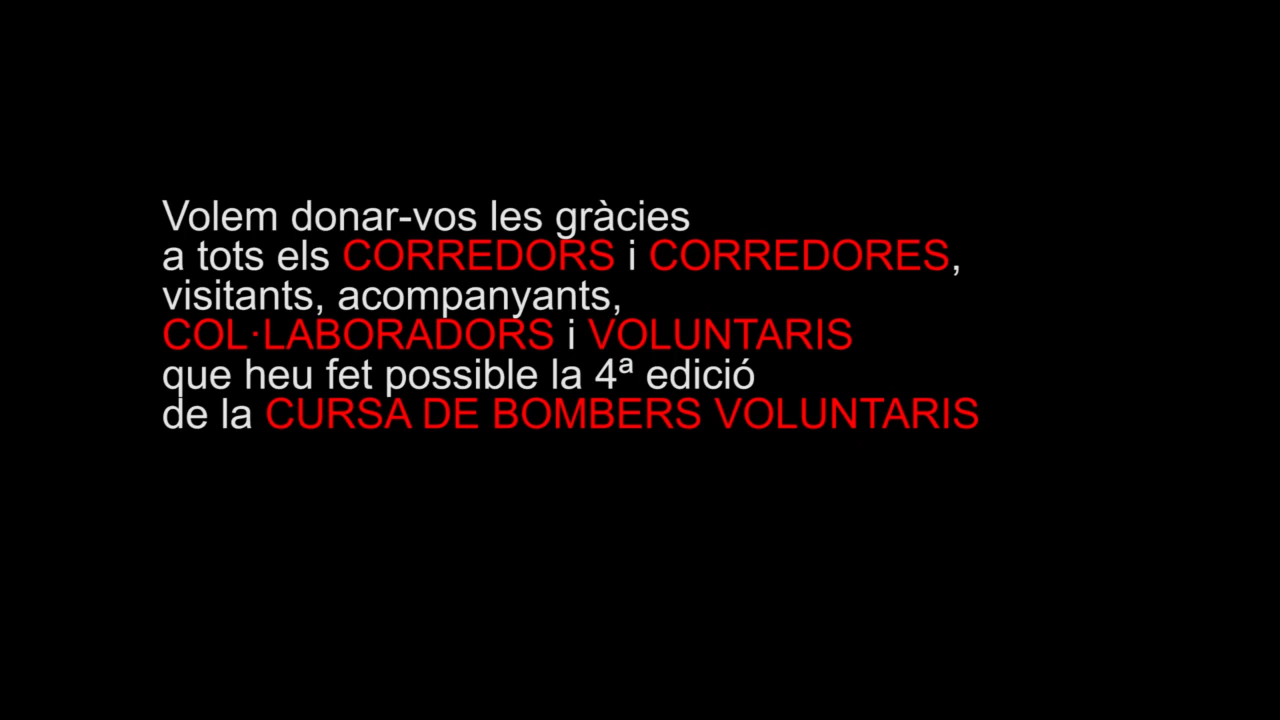 Volem donar-vos les gràcies
a tots els CORREDORS i CORREDORES,
visitants, acompanyants,
COL·LABORADORS i VOLUNTARIS
que heu fet possible la 4ª edició
de la CURSA DE BOMBERS VOLUNTARIS